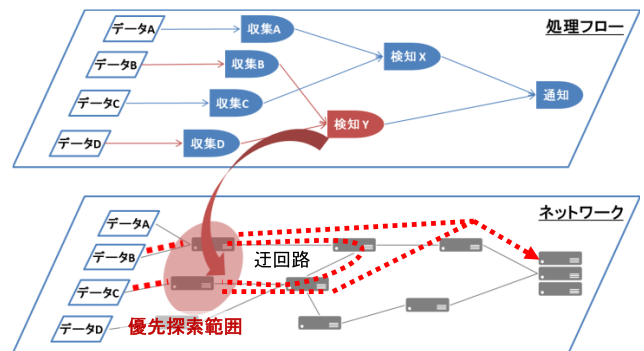 処理フロー
データA
収集A
データB
収集B
検知X
データC
収集C
通知
検知Y
データD
収集D
ネットワーク
データA
データB
迂回路
データC
データD
優先探索範囲